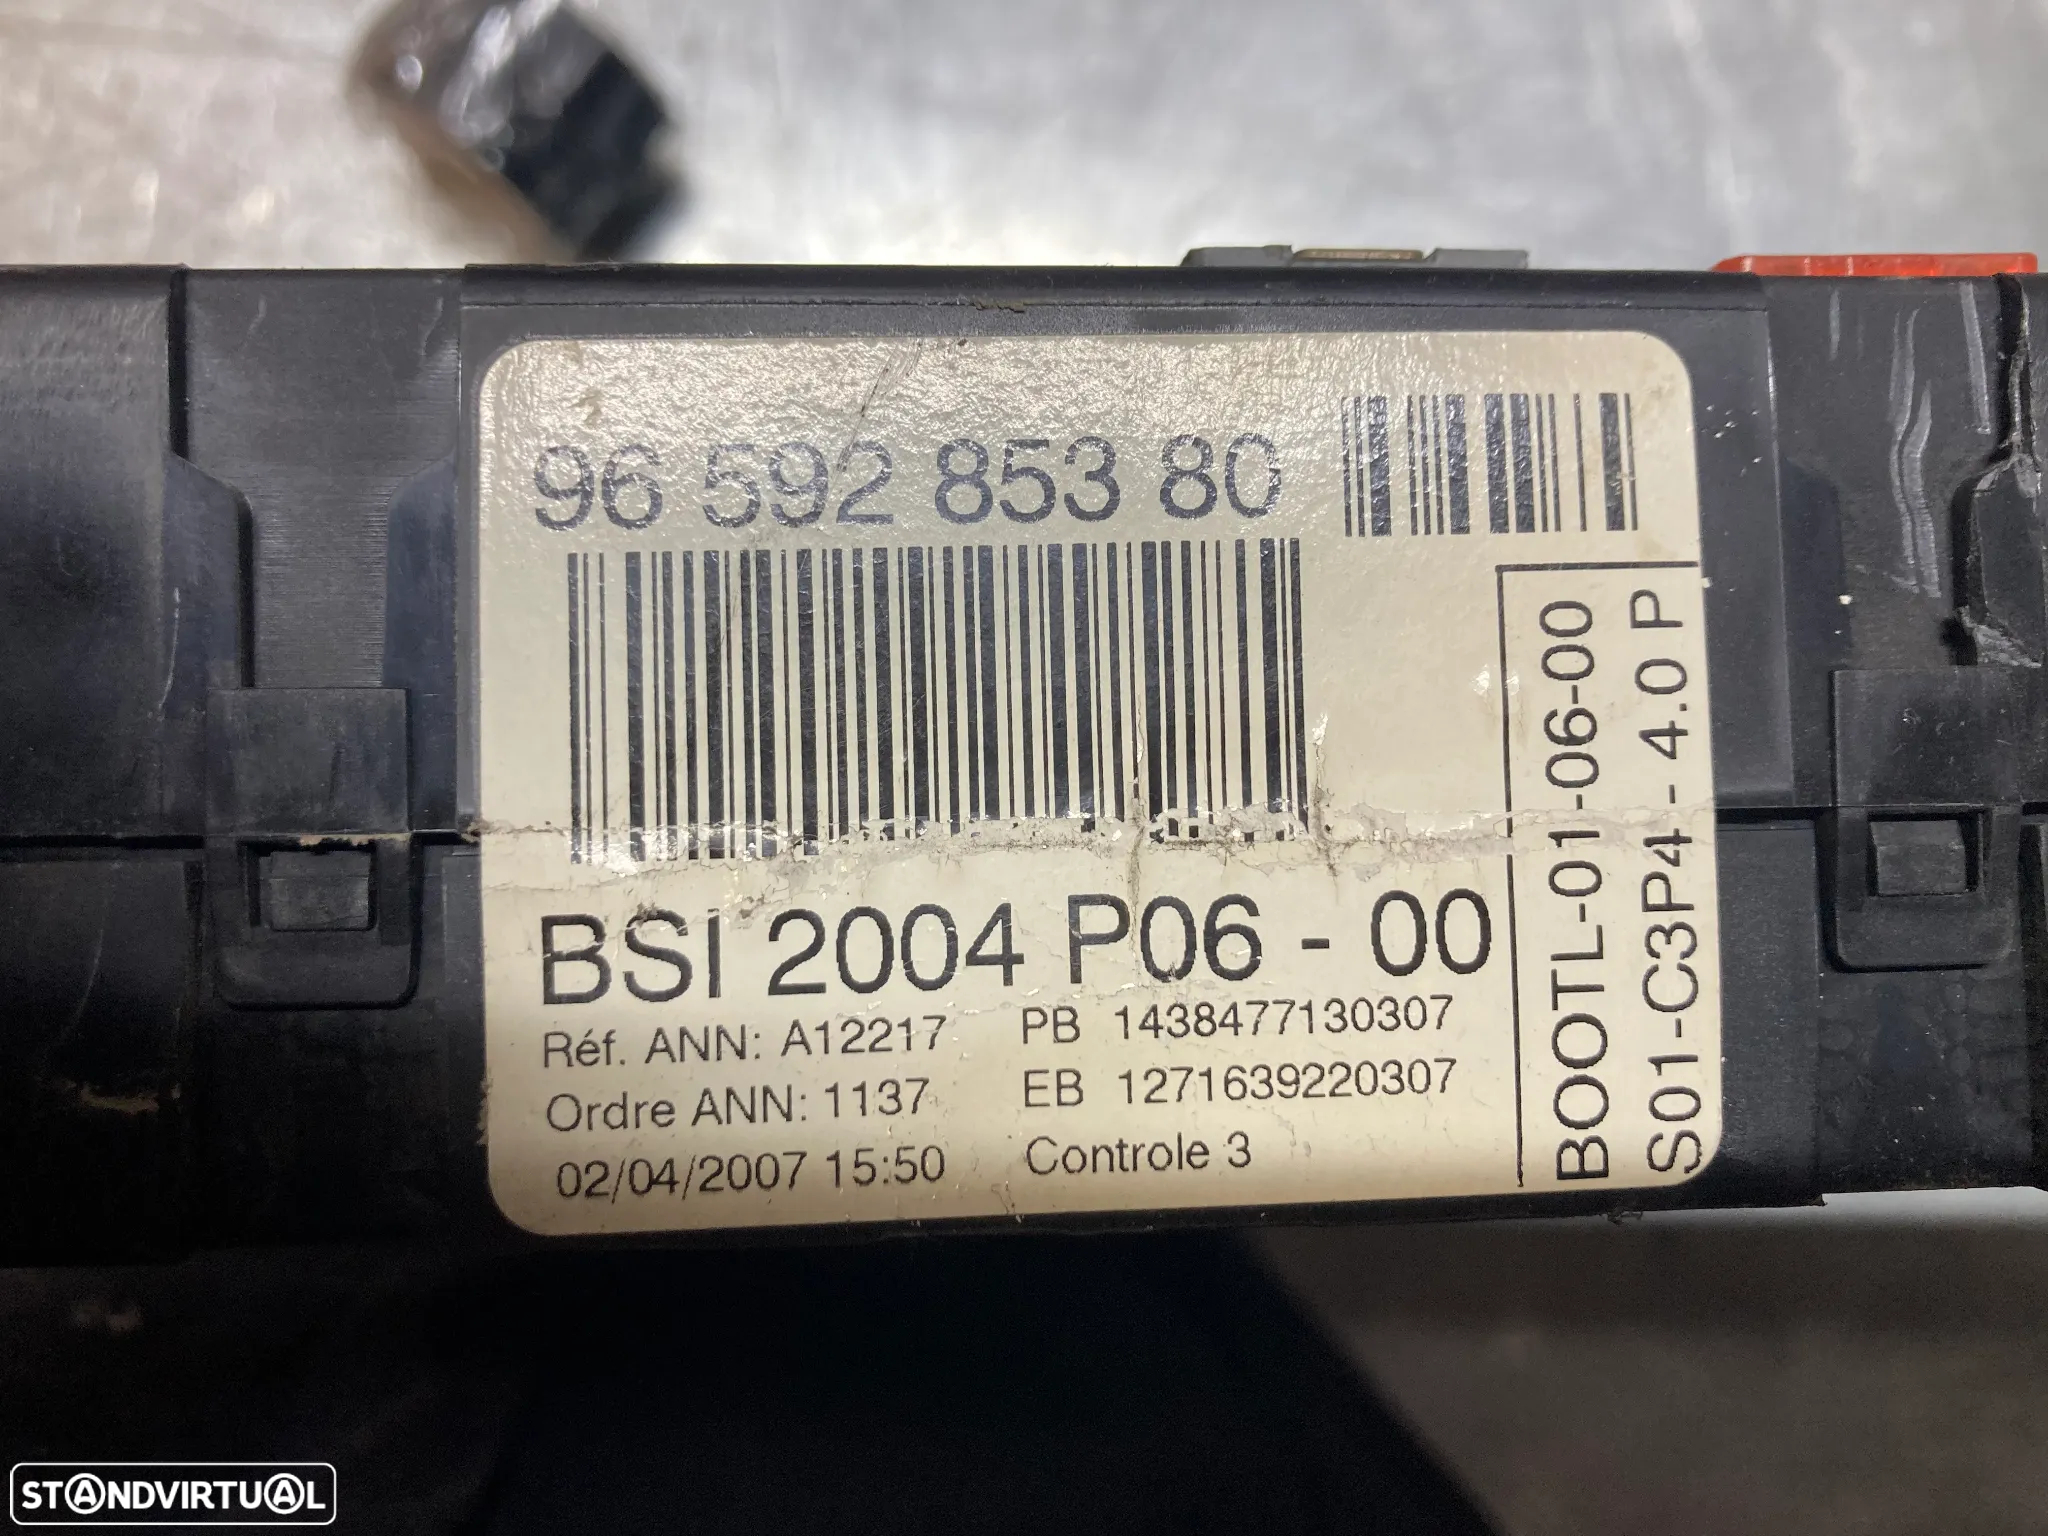 96 592 853 80
BSI 2004 P06 - 00
Réf. ANN: A12217 PB 1438477130307
Ordre ANN: 1137 EB 1271639220307
02/04/2007 15:50 Controle 3
BOOTL-01-06-00
S01-C3P4 - 4.0 P
STANDVIRTUAL